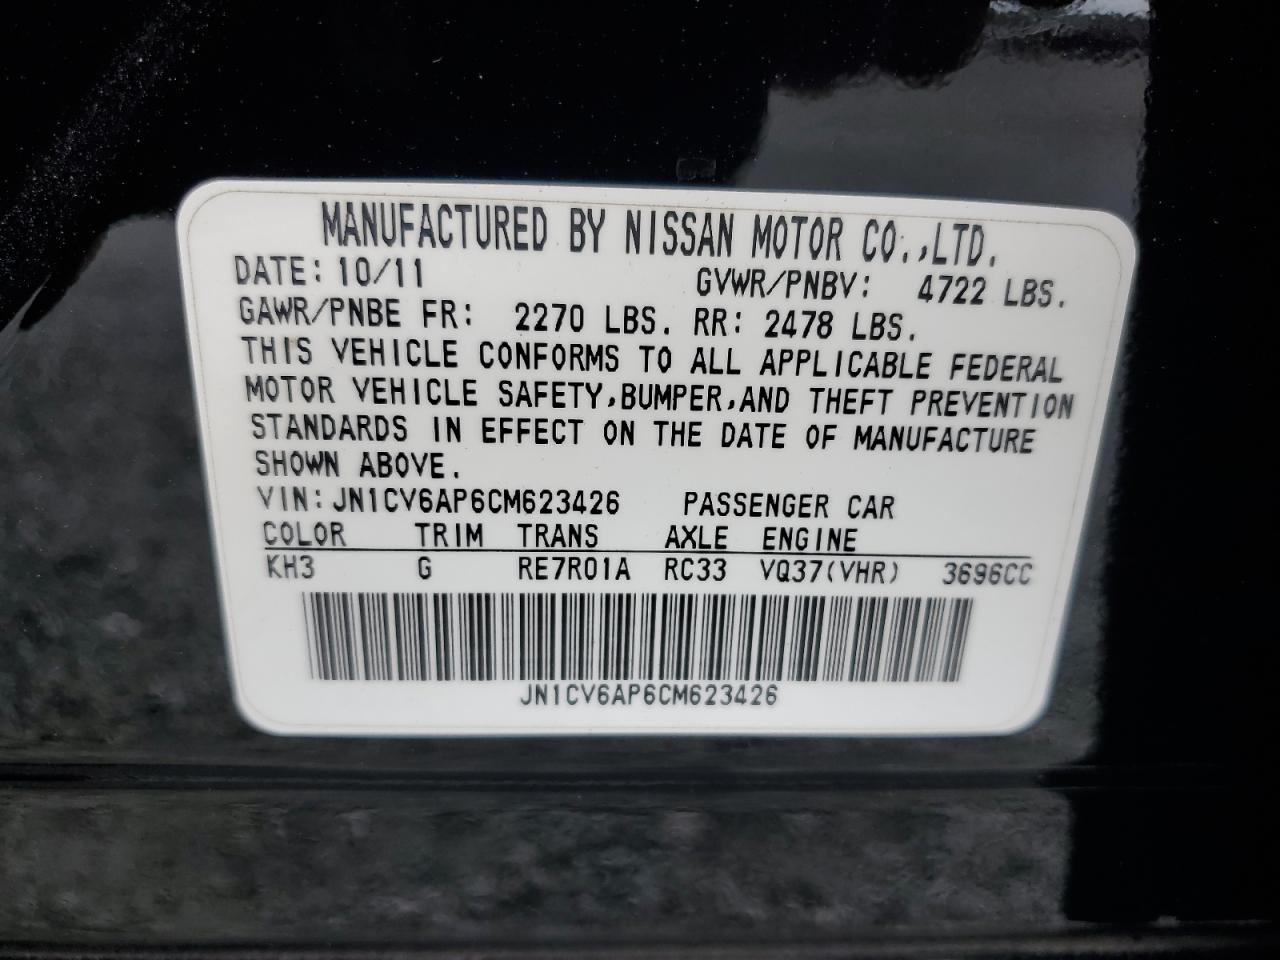 MANUFACTURED BY NISSAN MOTOR CO.,LTD.
DATE: 10/11 GVWR/PNBV: 4722 LBS.
GAWR/PNBE FR: 2270 LBS. RR: 2478 LBS.
THIS VEHICLE CONFORMS TO ALL APPLICABLE FEDERAL
MOTOR VEHICLE SAFETY,BUMPER,AND THEFT PREVENTION
STANDARDS IN EFFECT ON THE DATE OF MANUFACTURE
SHOWN ABOVE.
VIN: JN1CV6AP6CM623426 PASSENGER CAR
COLOR TRIM TRANS AXLE ENGINE
KH3 G RE7R01A RC33 VQ37(VHR) 3696CC
JN1CV6AP6CM623426